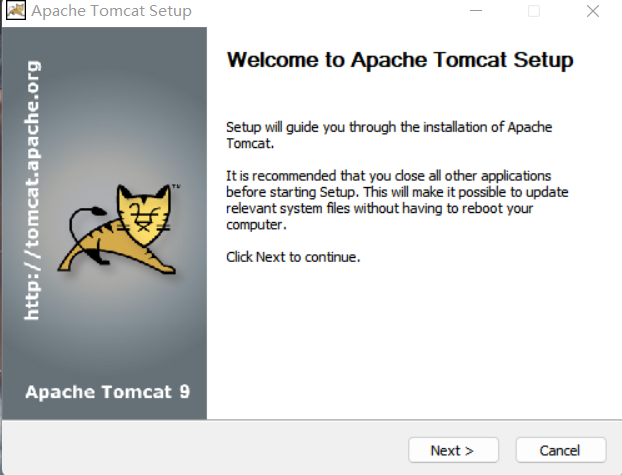 Apache Tomcat Setup
http://tomcat.apache.org
TM
Apache Tomcat 9
Welcome to Apache Tomcat Setup
Setup will guide you through the installation of Apache
Tomcat.
It is recommended that you close all other applications
before starting Setup. This will make it possible to update
relevant system files without having to reboot your
computer.
Click Next to continue.
Next >
Cancel